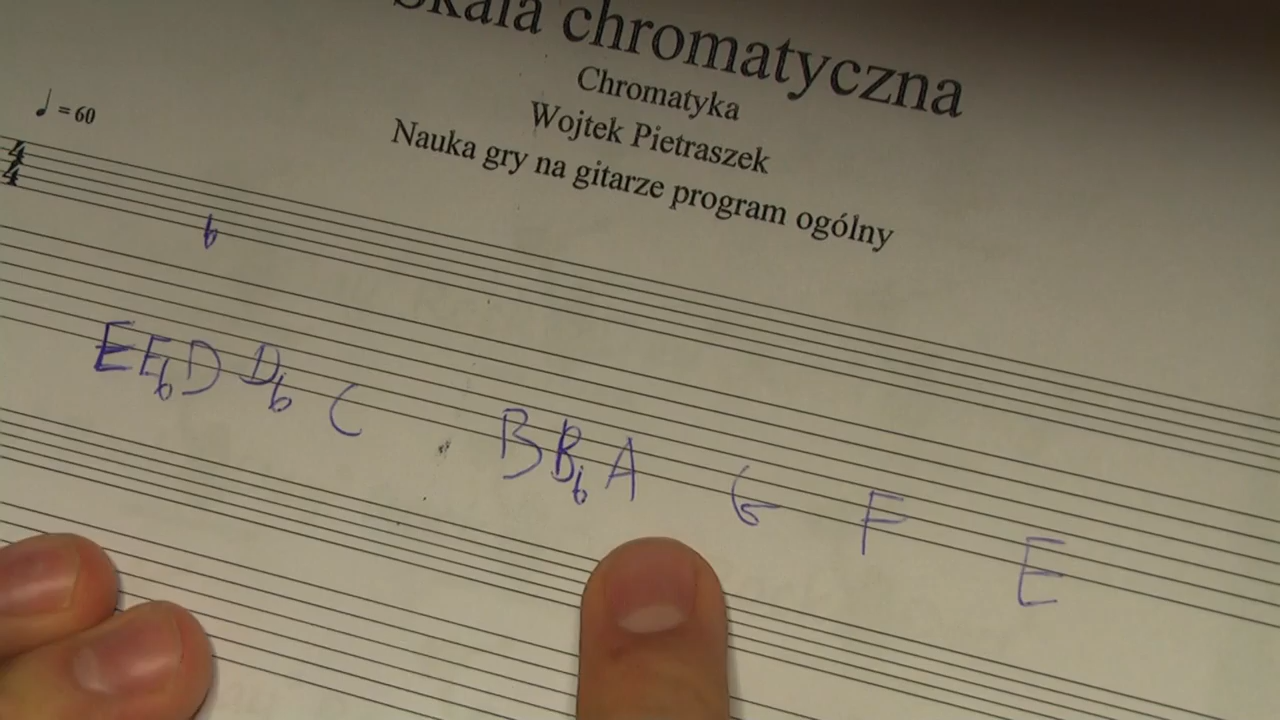 Skala chromatyczna
Chromatyka
Wojtek Pietraszek
Nauka gry na gitarze program ogólny
♩ = 60
4
4
b
E Eb D Db C B Bb A G F E